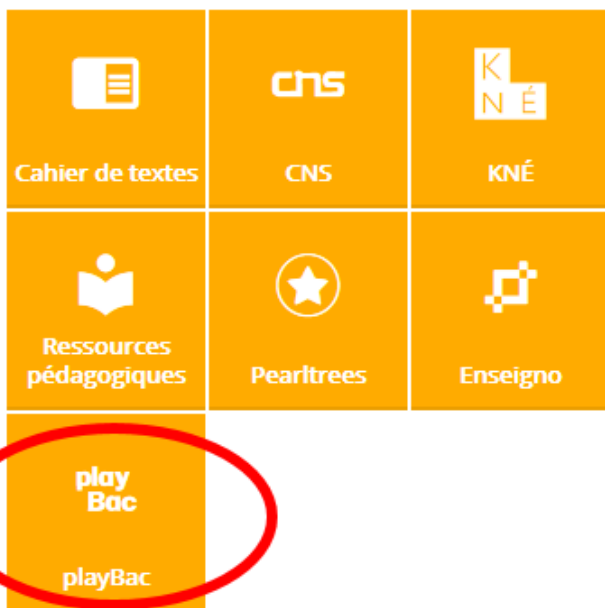 cns
K
N É
Cahier de textes
CNS
KNÉ
Ressources
pédagogiques
Pearltrees
Enseigno
play
Bac
playBac